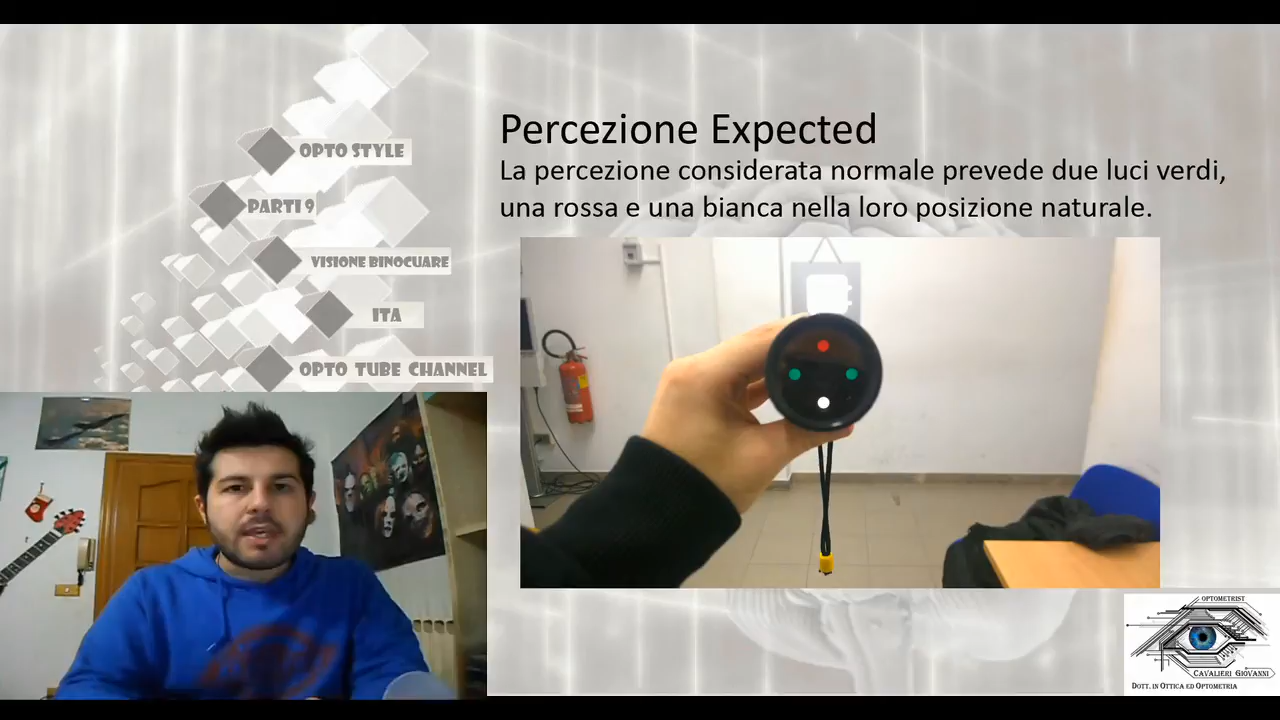 OPTO STYLE
PARTI 9
VISIONE BINOCUARE
ITA
OPTO TUBE CHANNEL
Percezione Expected
La percezione considerata normale prevede due luci verdi,
una rossa e una bianca nella loro posizione naturale.
OPTOMETRIST
CAVALIERI GIOVANNI
DOTT. IN OTTICA ED OPTOMETRIA